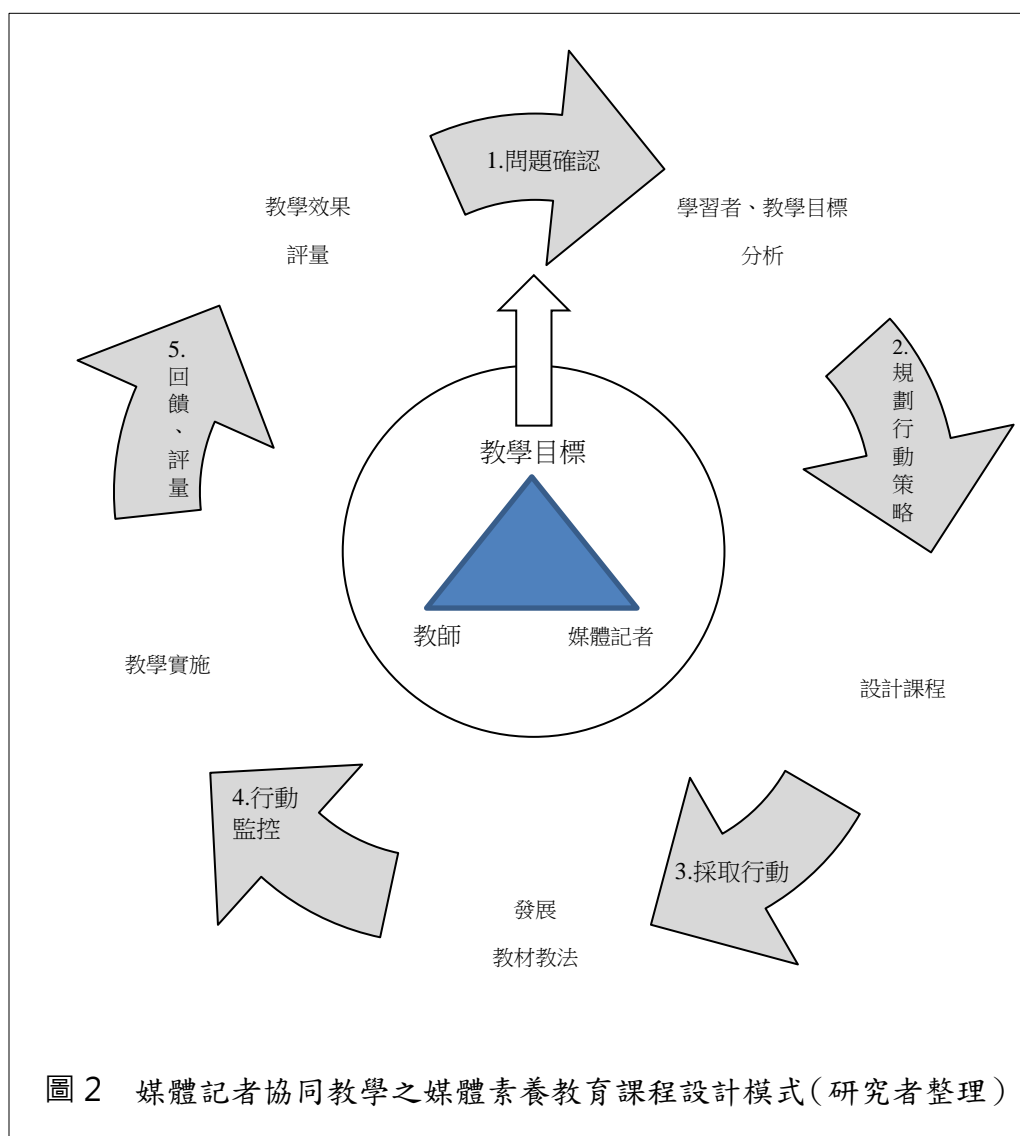 1.問題確認
學習者、教學目標
分析
2.
規
劃
行
動
策
略
設計課程
3.採取行動
發展
教材教法
4.行動
監控
教學實施
5.
回
饋
、
評
量
教學效果
評量
教學目標
教師
媒體記者
圖2 媒體記者協同教學之媒體素養教育課程設計模式(研究者整理)